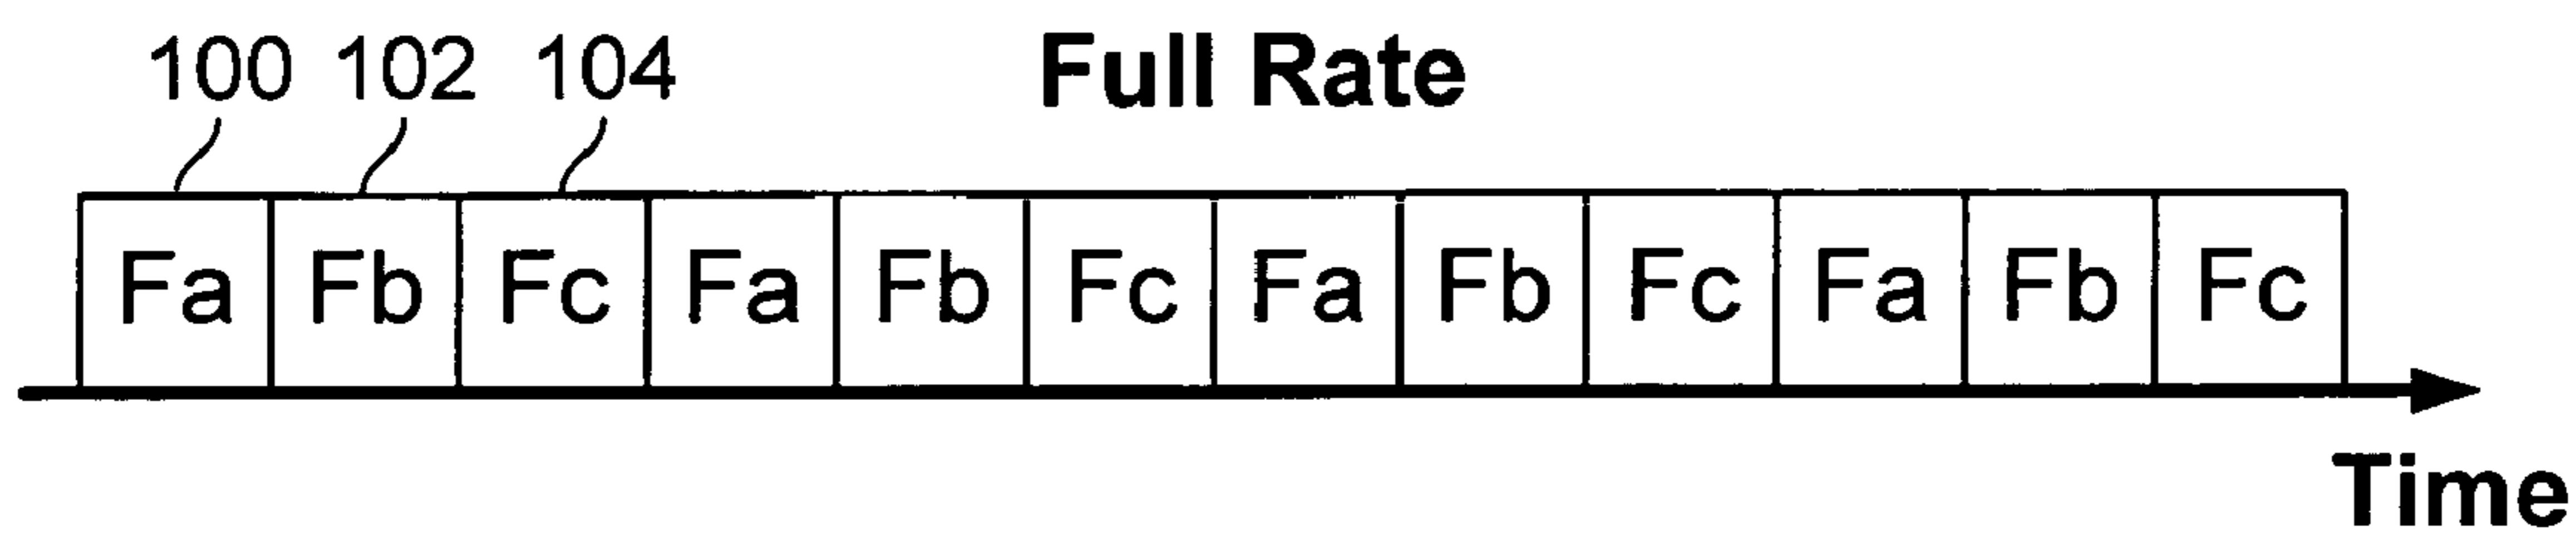 100 102 104 Full Rate
Fa Fb Fc Fa Fb Fc Fa Fb Fc Fa Fb Fc
Time